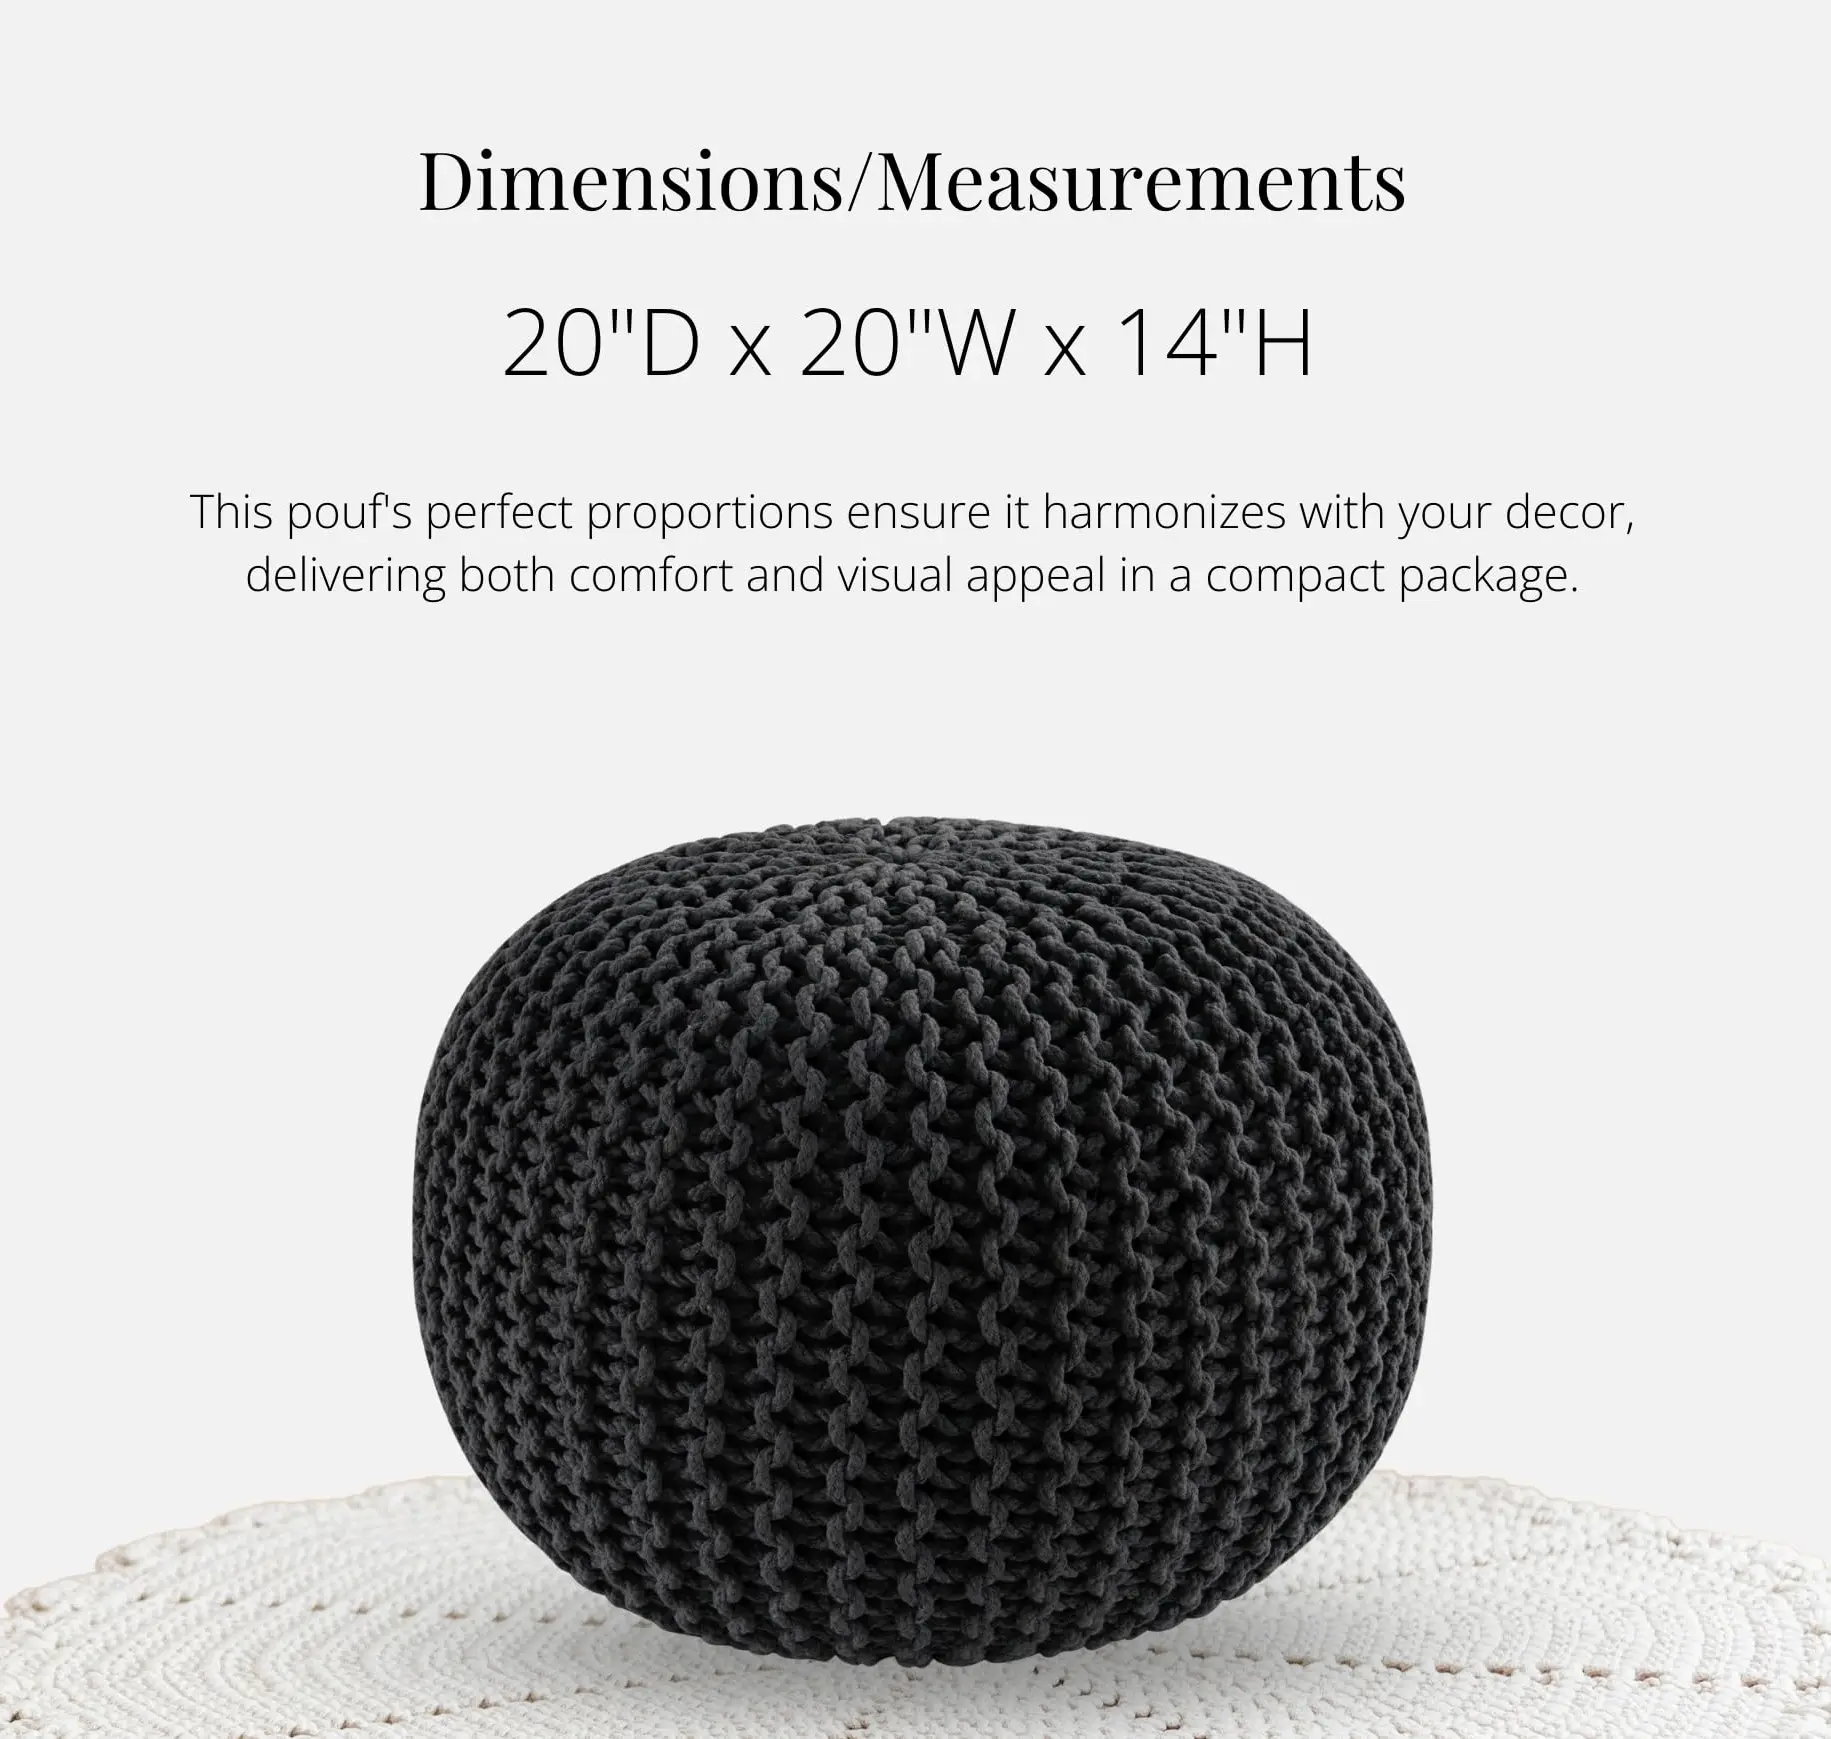 Dimensions/Measurements
20"D x 20"W x 14"H
This pouf's perfect proportions ensure it harmonizes with your decor,
delivering both comfort and visual appeal in a compact package.